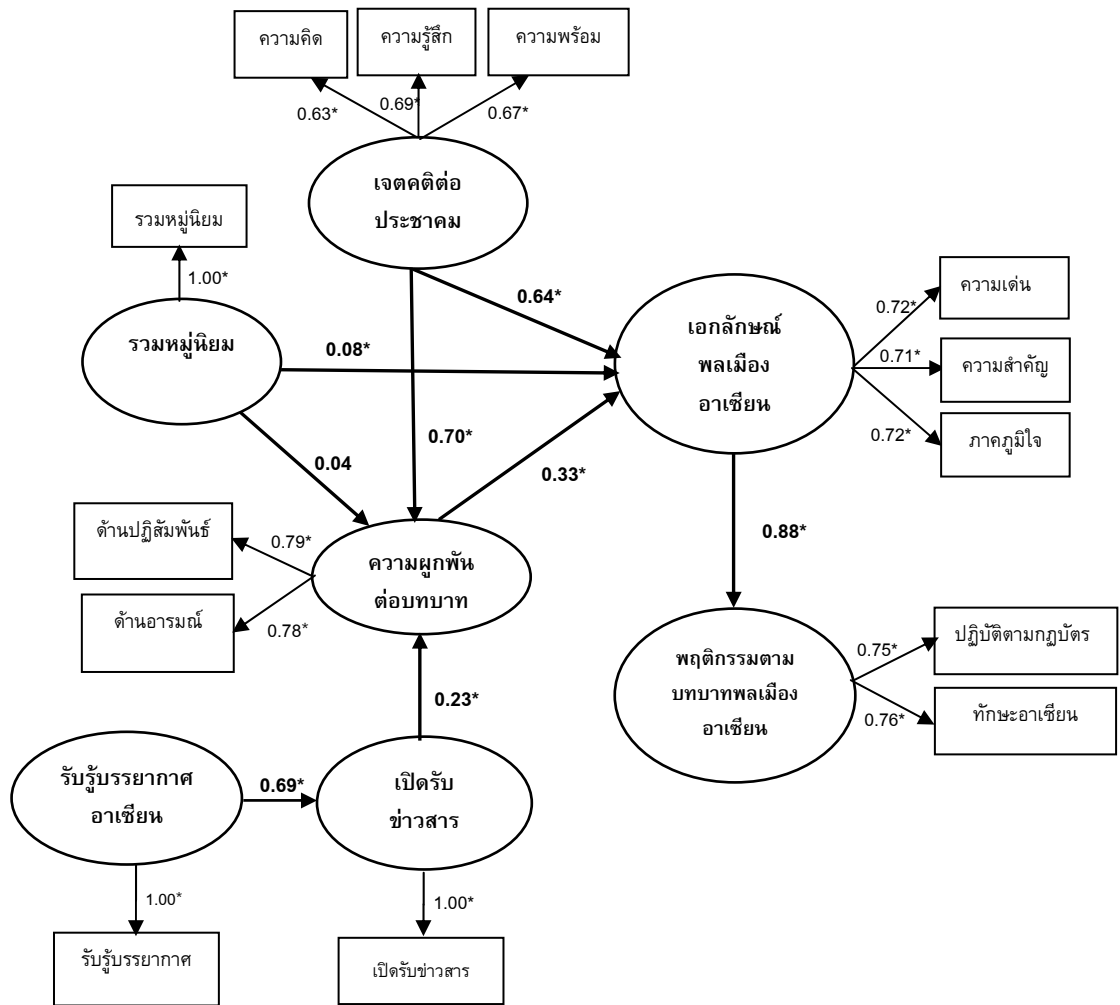 ความคิด
ความรู้สึก
ความพร้อม
0.63*
0.69*
0.67*
เจตคติต่อ
ประชาคม
รวมหมู่นิยม
1.00*
รวมหมู่นิยม
0.64*
0.08*
เอกลักษณ์
พลเมือง
อาเซียน
0.72*
ความเด่น
0.71*
ความสำคัญ
0.72*
ภาคภูมิใจ
0.70*
0.33*
0.04
ด้านปฏิสัมพันธ์
0.79*
ด้านอารมณ์
0.78*
ความผูกพัน
ต่อบทบาท
0.88*
พฤติกรรมตาม
บทบาทพลเมือง
อาเซียน
0.75*
ปฏิบัติตามกฎบัตร
0.76*
ทักษะอาเซียน
0.23*
รับรู้บรรยากาศ
อาเซียน
0.69*
เปิดรับ
ข่าวสาร
1.00*
1.00*
รับรู้บรรยากาศ
เปิดรับข่าวสาร